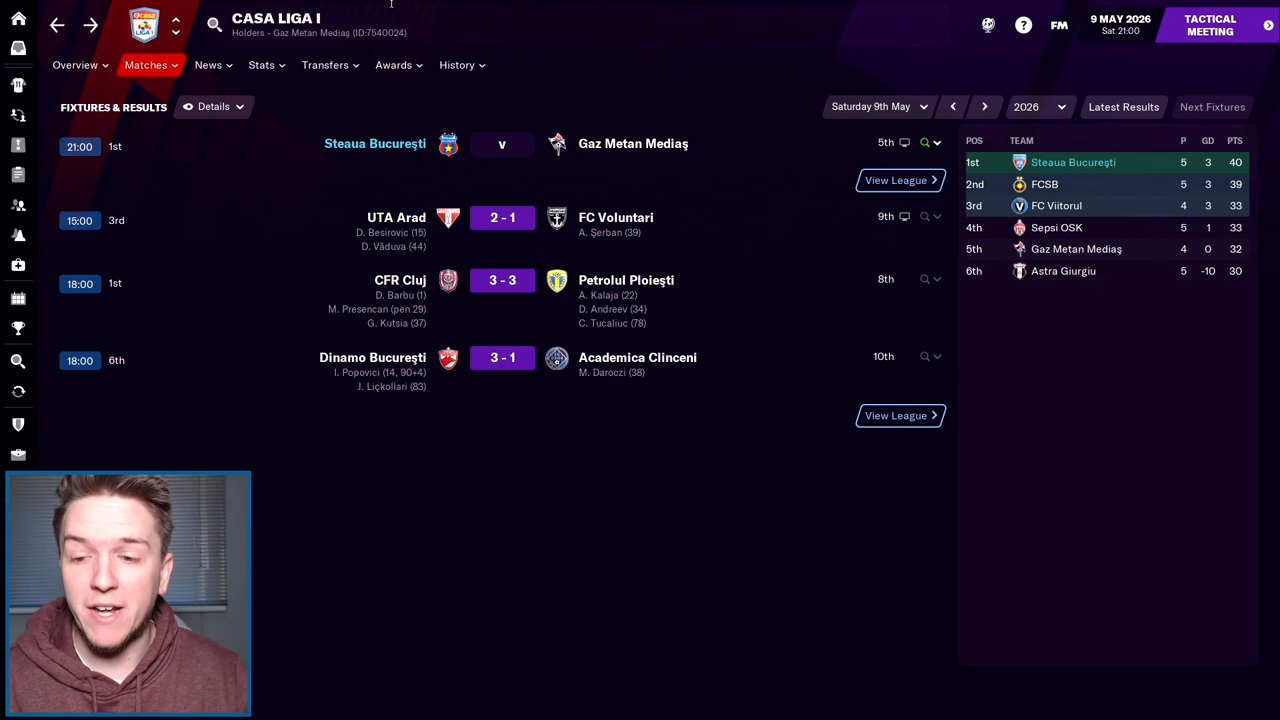 CASA LIGA I
Holders - Gaz Metan Mediaş (ID:7540024)
FM
9 MAY 2026
Sat 21:00
TACTICAL
MEETING
Overview
Matches
News
Stats
Transfers
Awards
History
FIXTURES & RESULTS
Details
Saturday 9th May
2026
Latest Results
Next Fixtures
21:00 1st Steaua Bucureşti v Gaz Metan Mediaş 5th
View League
15:00 3rd UTA Arad 2 - 1 FC Voluntari 9th
D. Besirovic (15) A. Şerban (39)
D. Văduva (44)
18:00 1st CFR Cluj 3 - 3 Petrolul Ploieşti 8th
D. Barbu (1) A. Kalaja (22)
M. Presencan (pen 29) D. Andreev (34)
G. Kutsia (37) C. Tucaliuc (78)
18:00 6th Dinamo Bucureşti 3 - 1 Academica Clinceni 10th
I. Popovici (14, 90+4) M. Daroczi (38)
J. Liçkollari (83)
View League
POS TEAM P GD PTS
1st Steaua Bucureşti 5 3 40
2nd FCSB 5 3 39
3rd FC Viitorul 4 3 33
4th Sepsi OSK 5 1 33
5th Gaz Metan Mediaş 4 0 32
6th Astra Giurgiu 5 -10 30